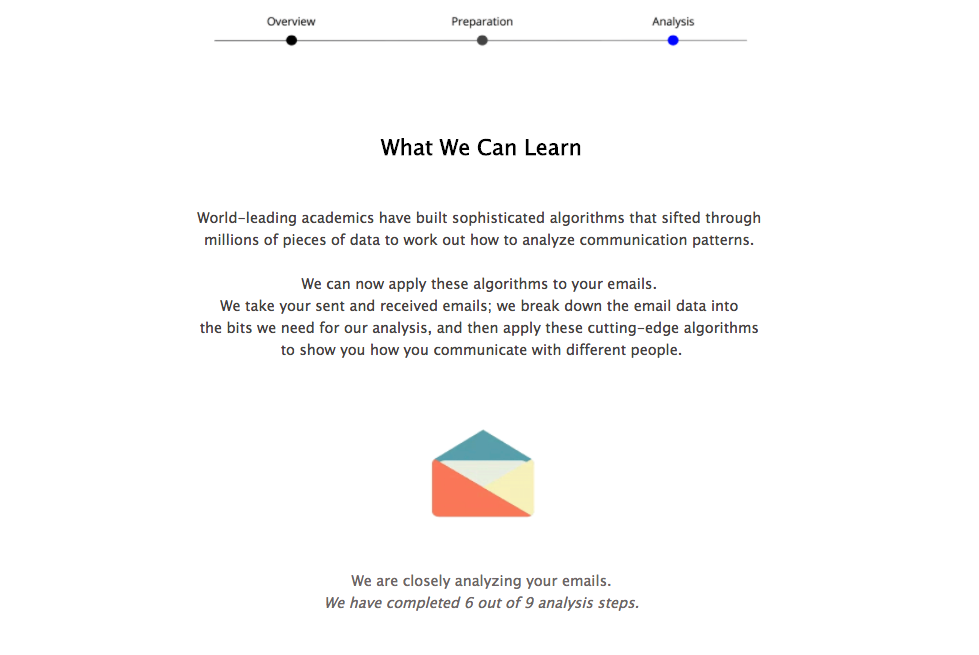 Overview Preparation Analysis
What We Can Learn
World-leading academics have built sophisticated algorithms that sifted through
millions of pieces of data to work out how to analyze communication patterns.
We can now apply these algorithms to your emails.
We take your sent and received emails; we break down the email data into
the bits we need for our analysis, and then apply these cutting-edge algorithms
to show you how you communicate with different people.
We are closely analyzing your emails.
We have completed 6 out of 9 analysis steps.